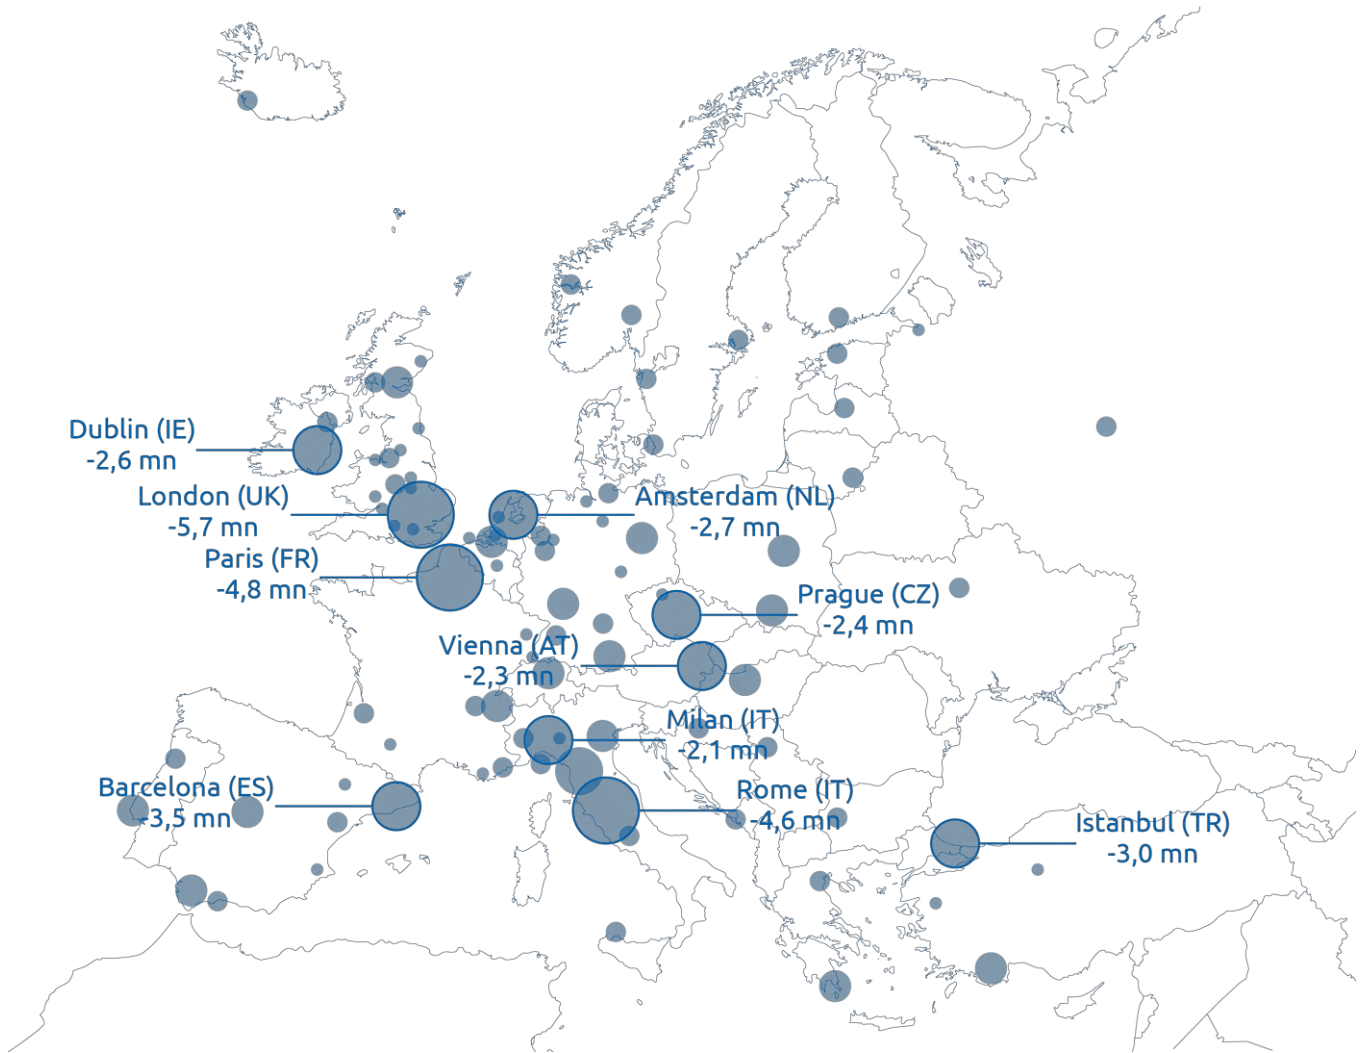 Dublin (IE)
-2,6 mn
London (UK)
-5,7 mn
Amsterdam (NL)
-2,7 mn
Paris (FR)
-4,8 mn
Prague (CZ)
-2,4 mn
Vienna (AT)
-2,3 mn
Milan (IT)
-2,1 mn
Barcelona (ES)
-3,5 mn
Rome (IT)
-4,6 mn
Istanbul (TR)
-3,0 mn